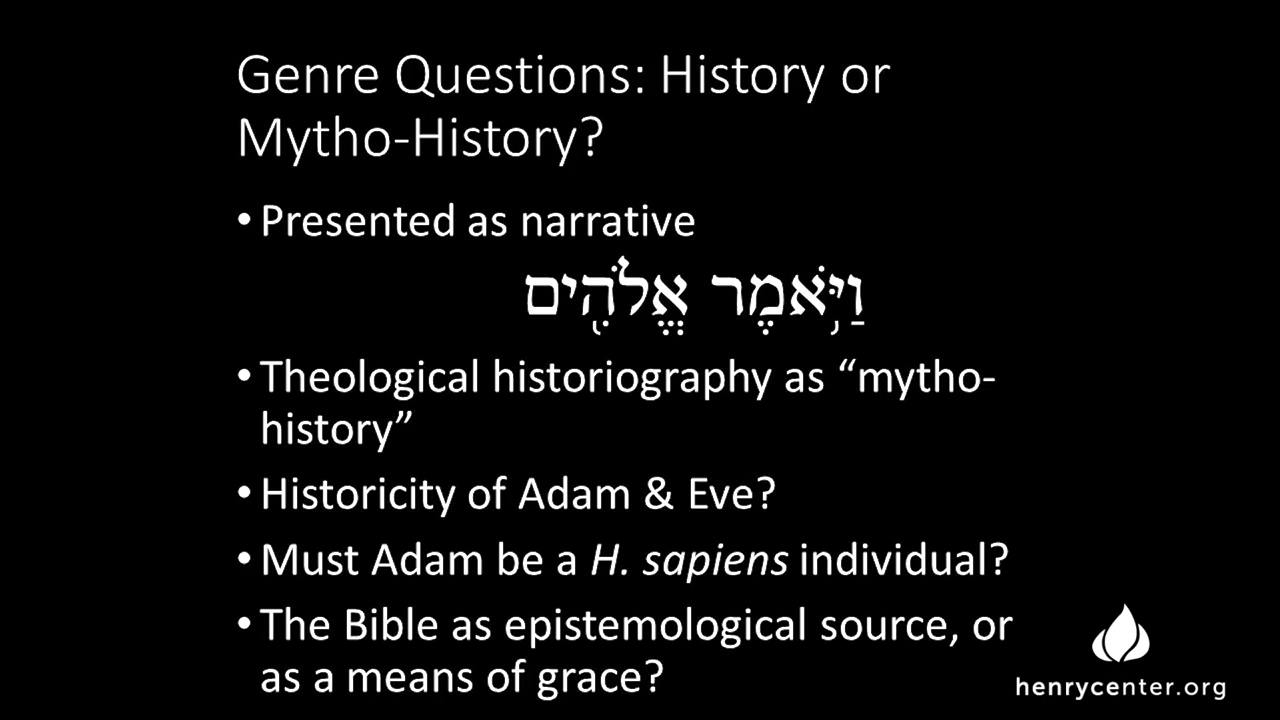 Genre Questions: History or
Mytho-History?
• Presented as narrative
וַיֹּ֥אמֶר אֱלֹהִ֖ים
• Theological historiography as “mytho-
history”
• Historicity of Adam & Eve?
• Must Adam be a H. sapiens individual?
• The Bible as epistemological source, or
as a means of grace?
henrycenter.org